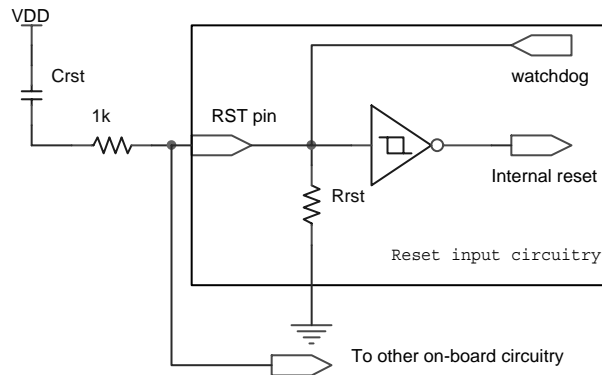 VDD
Crst
1k
RST pin
watchdog
Internal reset
Rrst
Reset input circuitry
To other on-board circuitry